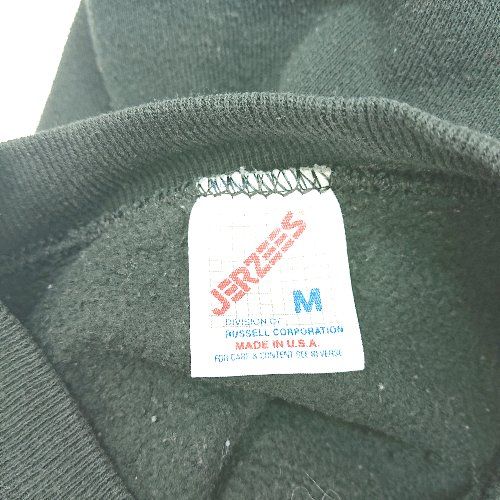 JERZEES
M
DIVISION OF
RUSSELL CORPORATION
MADE IN U.S.A.
FOR CARE & CONTENT SEE REVERSE